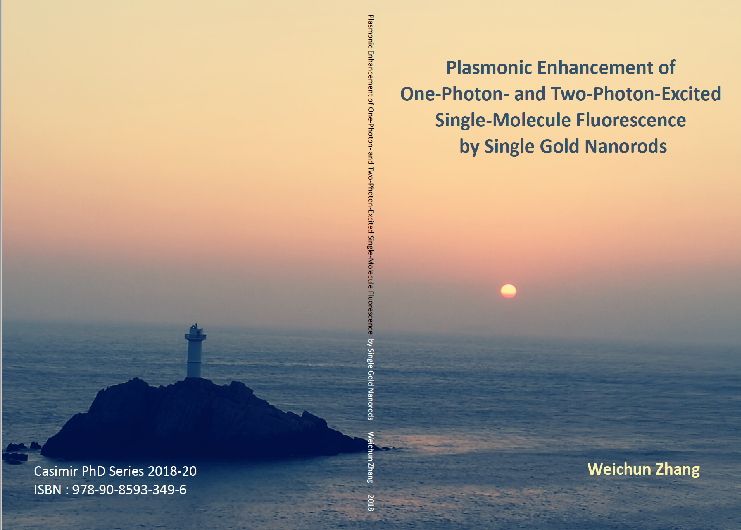 Plasmonic Enhancement of
One-Photon- and Two-Photon-Excited
Single-Molecule Fluorescence
by Single Gold Nanorods
Plasmonic Enhancement of One-Photon- and Two-Photon-Excited Single-Molecule Fluorescence by Single Gold Nanorods Weichun Zhang 2018
Casimir PhD Series 2018-20
ISBN : 978-90-8593-349-6
Weichun Zhang